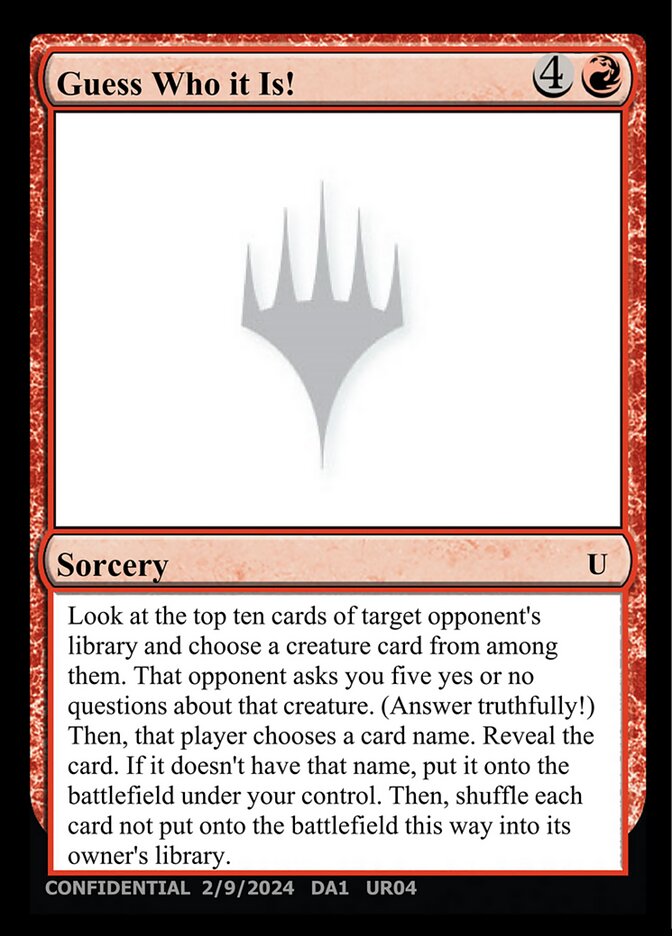 Guess Who it Is! 4
Sorcery U
Look at the top ten cards of target opponent's
library and choose a creature card from among
them. That opponent asks you five yes or no
questions about that creature. (Answer truthfully!)
Then, that player chooses a card name. Reveal the
card. If it doesn't have that name, put it onto the
battlefield under your control. Then, shuffle each
card not put onto the battlefield this way into its
owner's library.
CONFIDENTIAL 2/9/2024 DA1 UR04